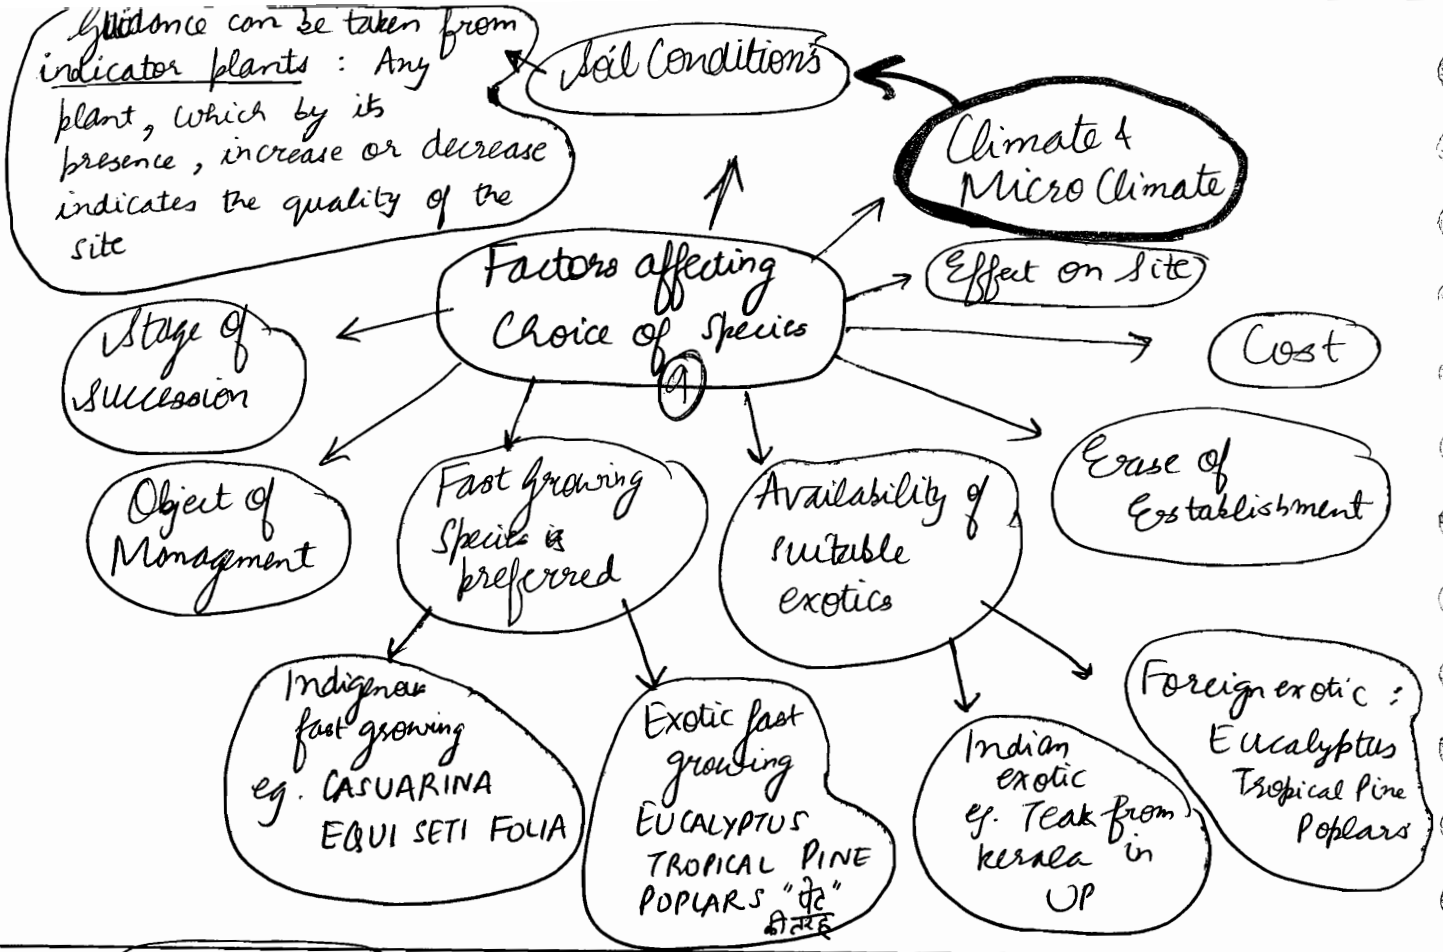 Guidance can be taken from
indicator plants : Any
plant, which by its
presence, increase or decrease
indicates the quality of the
site
Soil Conditions
Climate &
Micro Climate
Factors affecting
Choice of Species
9
Effect on Site
Cost
Stage of
Succession
Ease of
Establishment
Object of
Management
Fast Growing
Species is
preferred
Availability of
suitable
exotics
Indigenous
fast growing
eg. CASUARINA
EQUISETIFOLIA
Exotic fast
growing
EUCALYPTUS
TROPICAL PINE
POPLARS "पेट"
की तरह
Indian
exotic
eg. Teak from
Kerala in
UP
Foreign exotic :
Eucalyptus
Tropical Pine
Poplars